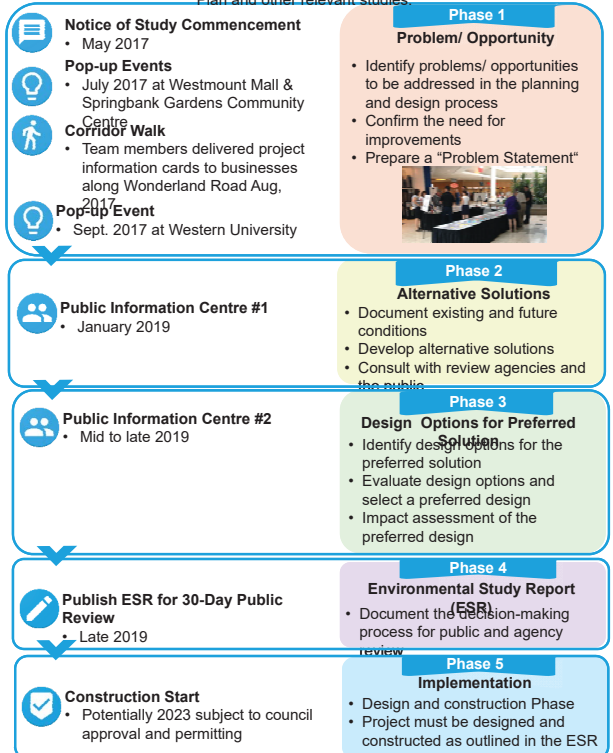 Plan and other relevant studies.
Notice of Study Commencement
• May 2017
Pop-up Events
• July 2017 at Westmount Mall &
Springbank Gardens Community
Centre
Corridor Walk
• Team members delivered project
information cards to businesses
along Wonderland Road Aug,
2017
Pop-up Event
• Sept. 2017 at Western University
Phase 1
Problem/ Opportunity
• Identify problems/ opportunities
to be addressed in the planning
and design process
• Confirm the need for
improvements
• Prepare a “Problem Statement“
Public Information Centre #1
• January 2019
Phase 2
Alternative Solutions
• Document existing and future
conditions
• Develop alternative solutions
• Consult with review agencies and
the public
Public Information Centre #2
• Mid to late 2019
Phase 3
Design Options for Preferred
Solution
• Identify design options for the
preferred solution
• Evaluate design options and
select a preferred design
• Impact assessment of the
preferred design
Publish ESR for 30-Day Public
Review
• Late 2019
Phase 4
Environmental Study Report
(ESR)
• Document the decision-making
process for public and agency
review
Construction Start
• Potentially 2023 subject to council
approval and permitting
Phase 5
Implementation
• Design and construction Phase
• Project must be designed and
constructed as outlined in the ESR